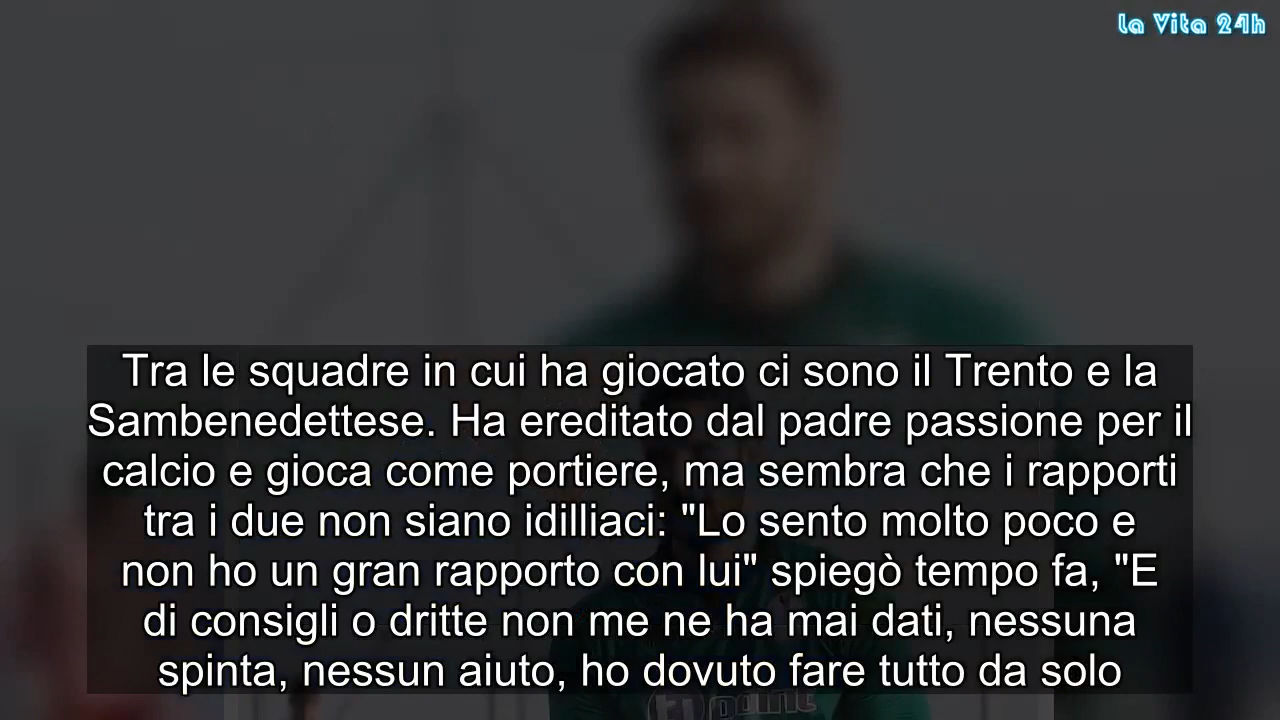 La Vita 24h
Tra le squadre in cui ha giocato ci sono il Trento e la
Sambenedettese. Ha ereditato dal padre passione per il
calcio e gioca come portiere, ma sembra che i rapporti
tra i due non siano idilliaci: "Lo sento molto poco e
non ho un gran rapporto con lui" spiegò tempo fa, "E
di consigli o dritte non me ne ha mai dati, nessuna
spinta, nessun aiuto, ho dovuto fare tutto da solo
point